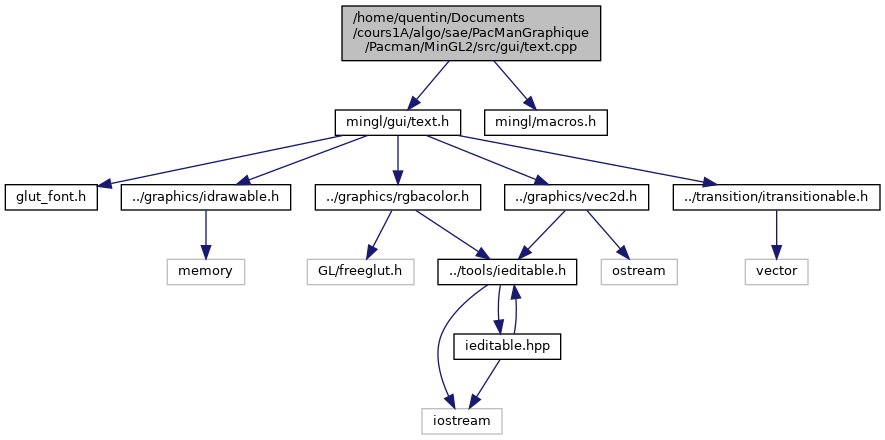 /home/quentin/Documents
/cours1A/algo/sae/PacManGraphique
/Pacman/MinGL2/src/gui/text.cpp
mingl/gui/text.h
mingl/macros.h
glut_font.h
../graphics/idrawable.h
../graphics/rgbacolor.h
../graphics/vec2d.h
../transition/itransitionable.h
memory
GL/freeglut.h
../tools/ieditable.h
ostream
vector
ieditable.hpp
iostream